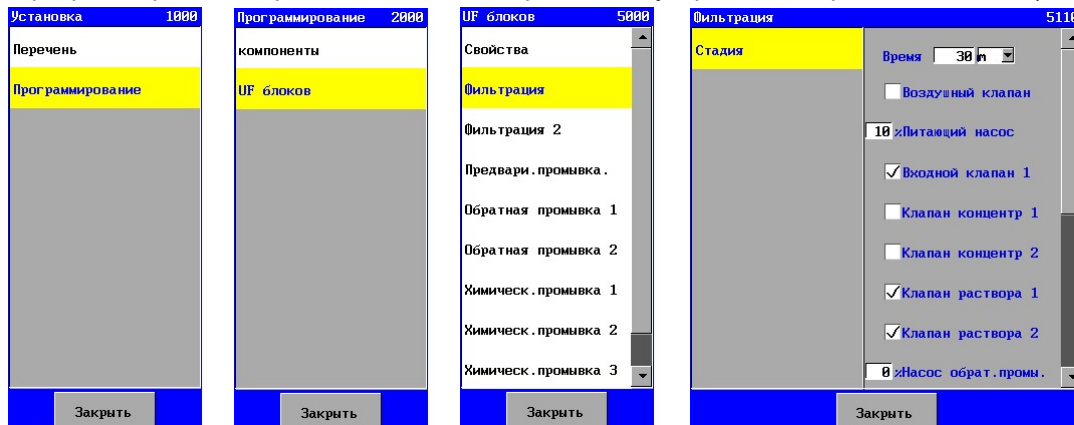 Установка 1000
Перечень
Программирование
Закрыть
Программирование 2000
компоненты
UF блоков
Закрыть
UF блоков 5000
Свойства
Фильтрация
Фильтрация 2
Предвари.промывка.
Обратная промывка 1
Обратная промывка 2
Химическ.промывка 1
Химическ.промывка 2
Химическ.промывка 3
Закрыть
Фильтрация 5110
Стадия
Время 30 m
Воздушный клапан
10 %Питающий насос
Входной клапан 1
Клапан концентр 1
Клапан концентр 2
Клапан раствора 1
Клапан раствора 2
0 %Насос обрат.промы.
Закрыть